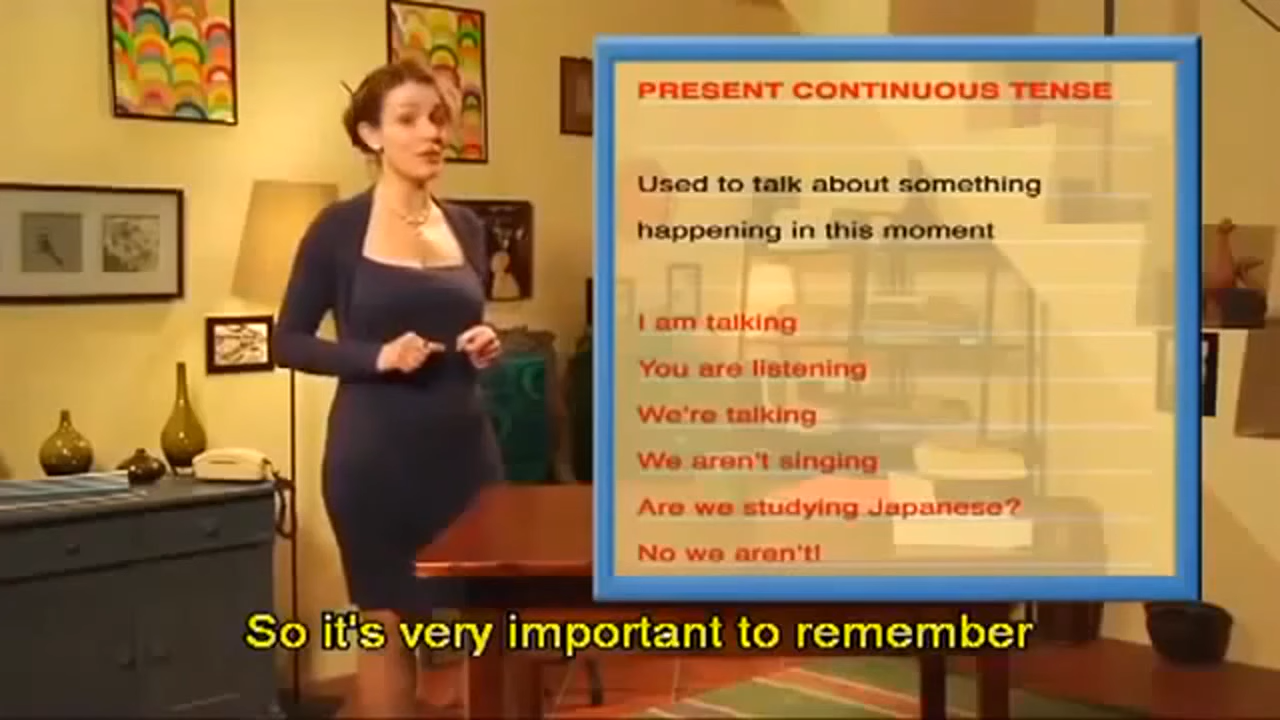 PRESENT CONTINUOUS TENSE
Used to talk about something
happening in this moment
I am talking
You are listening
We're talking
We aren't singing
Are we studying Japanese?
No we aren't!
So it's very important to remember